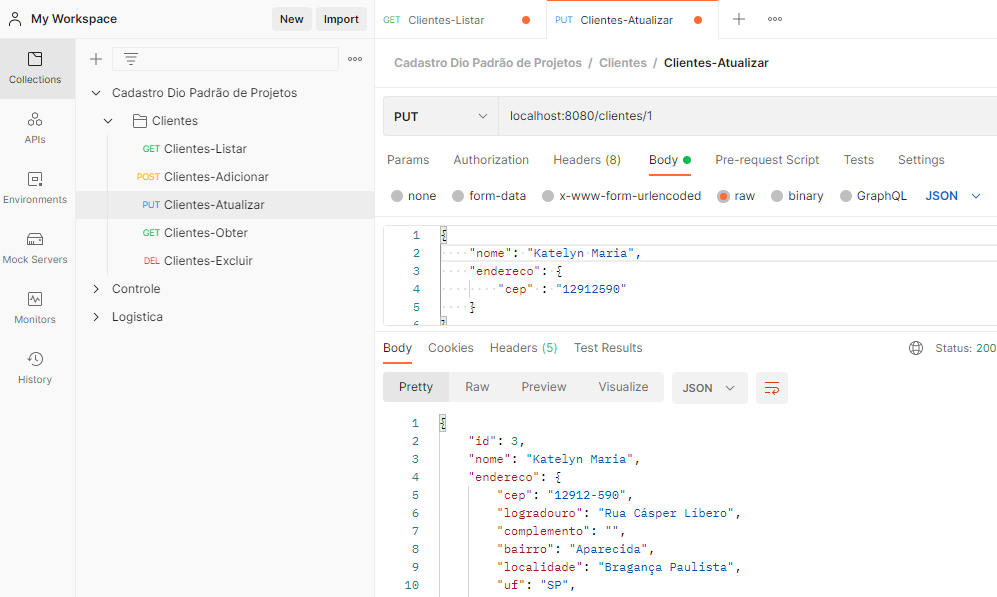 My Workspace
New
Import
Collections
APIs
Environments
Mock Servers
Monitors
History
Cadastro Dio Padrão de Projetos
Clientes
GET Clientes-Listar
POST Clientes-Adicionar
PUT Clientes-Atualizar
GET Clientes-Obter
DEL Clientes-Excluir
Controle
Logistica
GET Clientes-Listar
PUT Clientes-Atualizar
Cadastro Dio Padrão de Projetos / Clientes / Clientes-Atualizar
PUT
localhost:8080/clientes/1
Params Authorization Headers (8) Body Pre-request Script Tests Settings
none form-data x-www-form-urlencoded raw binary GraphQL JSON
1 {
2 "nome": "Katelyn Maria",
3 "endereco": {
4 "cep" : "12912590"
5 }
6 }
Body Cookies Headers (5) Test Results
Status: 200
Pretty Raw Preview Visualize JSON
1 {
2 "id": 3,
3 "nome": "Katelyn Maria",
4 "endereco": {
5 "cep": "12912-590",
6 "logradouro": "Rua Cásper Líbero",
7 "complemento": "",
8 "bairro": "Aparecida",
9 "localidade": "Bragança Paulista",
10 "uf": "SP",